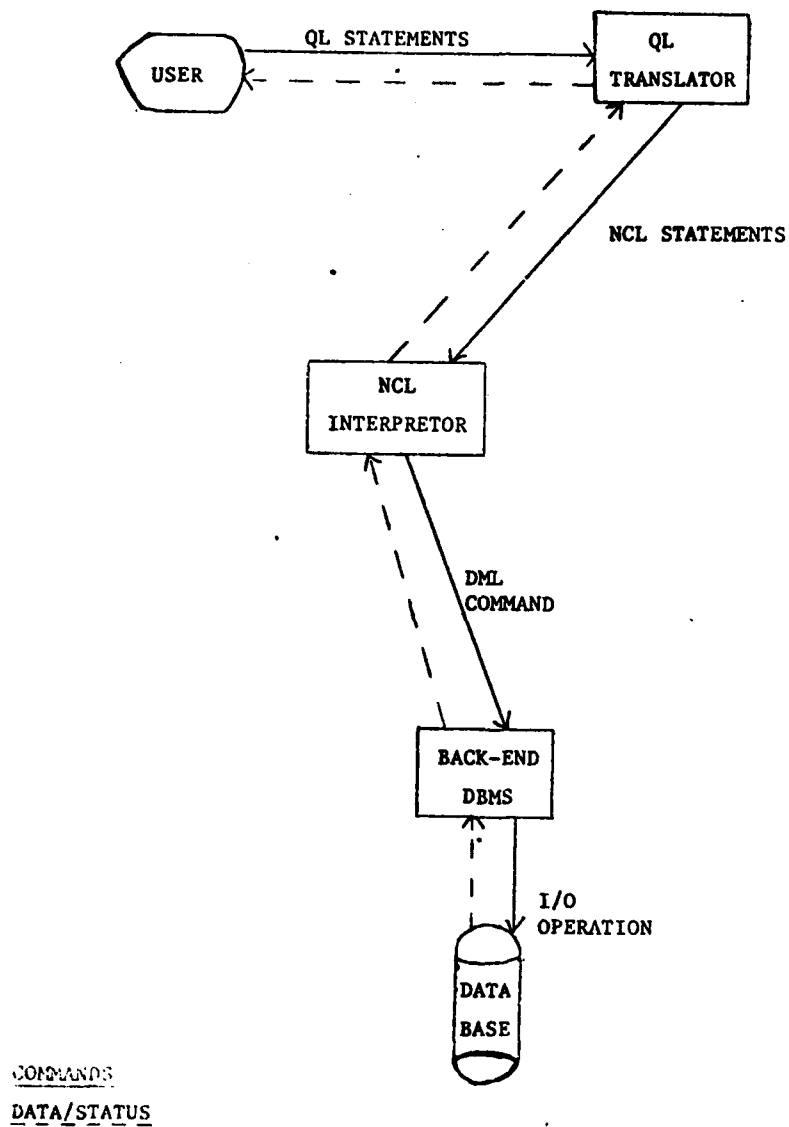 QL STATEMENTS
USER
QL
TRANSLATOR
NCL STATEMENTS
NCL
INTERPRETOR
DML
COMMAND
BACK-END
DBMS
I/O
OPERATION
DATA
BASE
COMMANDS
DATA/STATUS